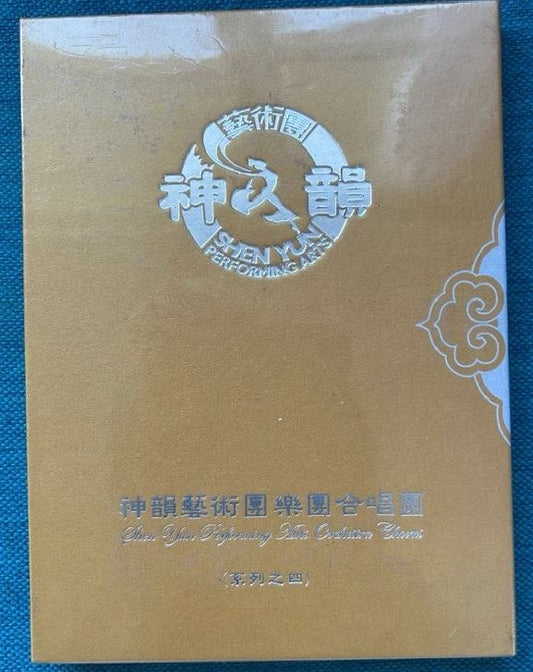 藝術團
神韻
SHEN YUN
PERFORMING ARTS
神韻藝術團樂團合唱團
Shen Yun Performing Arts Orchestra Chorus
(系列之四)